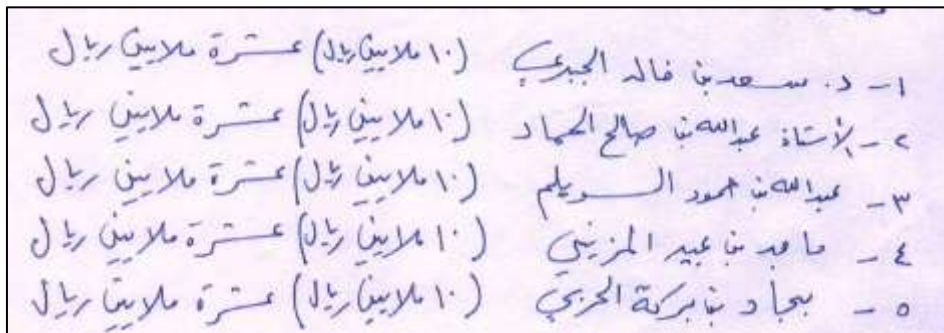 ١- د. سعد بن خالد الجبري (١٠ ملايين ريال) عشرة ملايين ريال
٢- الأستاذ عبدالله بن صالح الحماد (١٠ ملايين ريال) عشرة ملايين ريال
٣- عبدالله بن حمود السويلم (١٠ ملايين ريال) عشرة ملايين ريال
٤- ماجد بن عبيد المزيني (١٠ ملايين ريال) عشرة ملايين ريال
٥- بجاد بن بركة الحربي (١٠ ملايين ريال) عشرة ملايين ريال